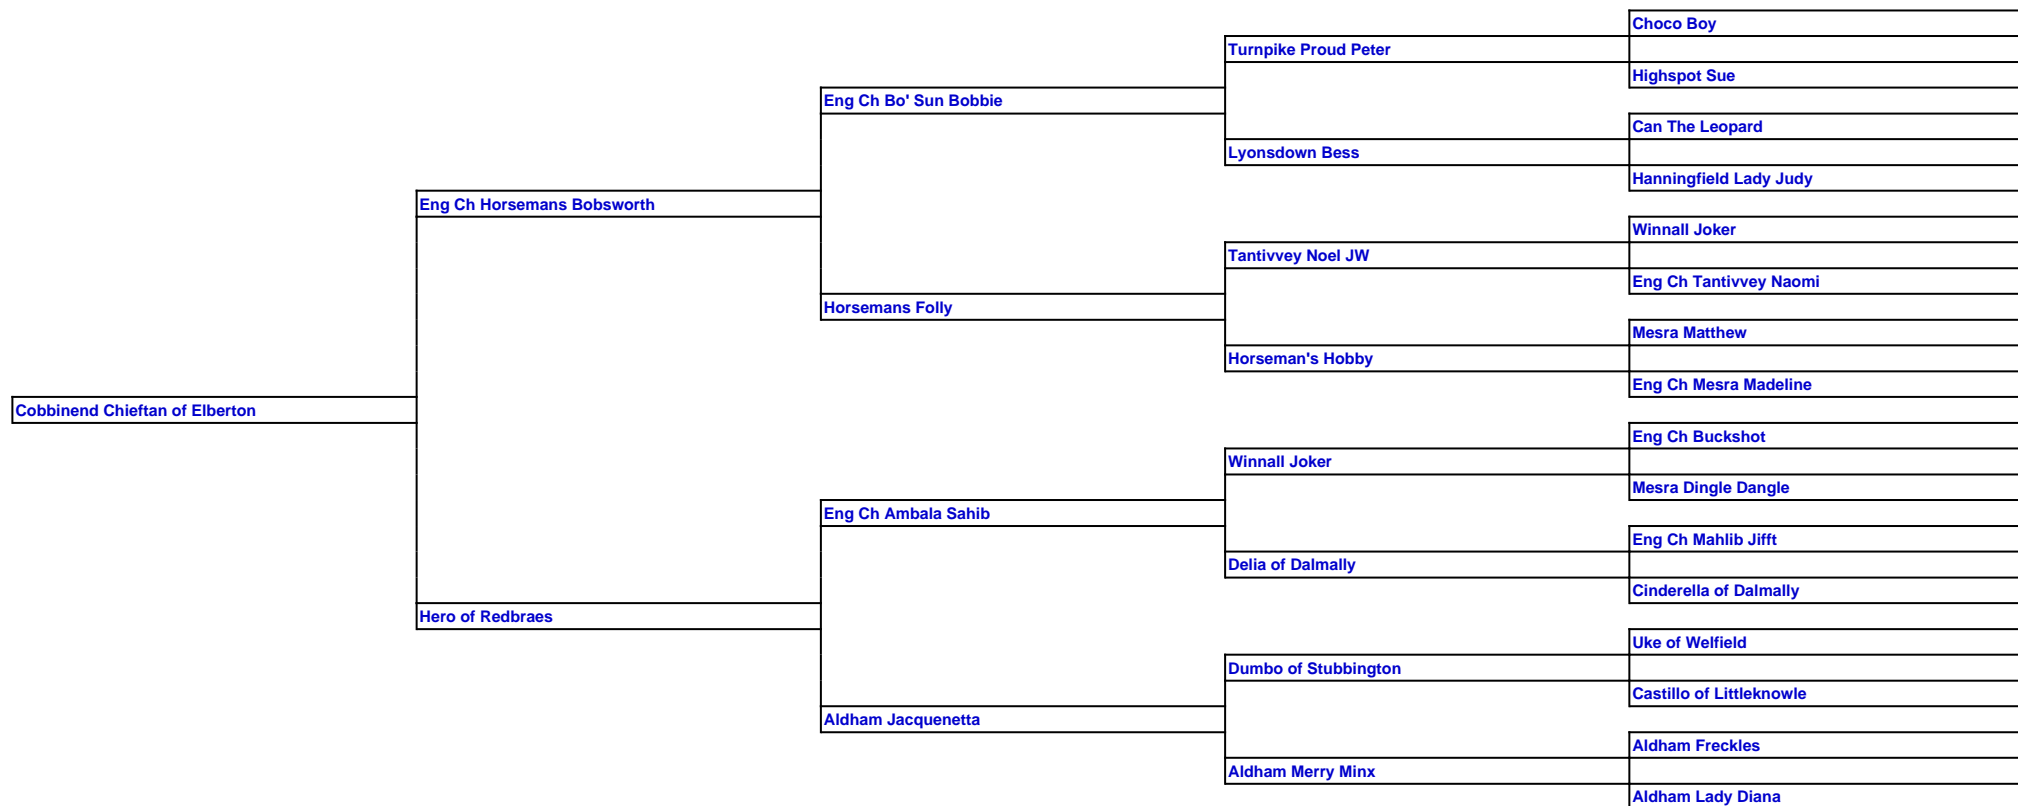 Choco Boy
Turnpike Proud Peter
Highspot Sue
Eng Ch Bo' Sun Bobbie
Can The Leopard
Lyonsdown Bess
Hanningfield Lady Judy
Eng Ch Horsemans Bobsworth
Winnall Joker
Tantivvey Noel JW
Eng Ch Tantivvey Naomi
Horsemans Folly
Mesra Matthew
Horseman's Hobby
Eng Ch Mesra Madeline
Cobbinend Chieftan of Elberton
Eng Ch Buckshot
Winnall Joker
Mesra Dingle Dangle
Eng Ch Ambala Sahib
Eng Ch Mahlib Jifft
Delia of Dalmally
Cinderella of Dalmally
Hero of Redbraes
Uke of Welfield
Dumbo of Stubbington
Castillo of Littleknowle
Aldham Jacquenetta
Aldham Freckles
Aldham Merry Minx
Aldham Lady Diana